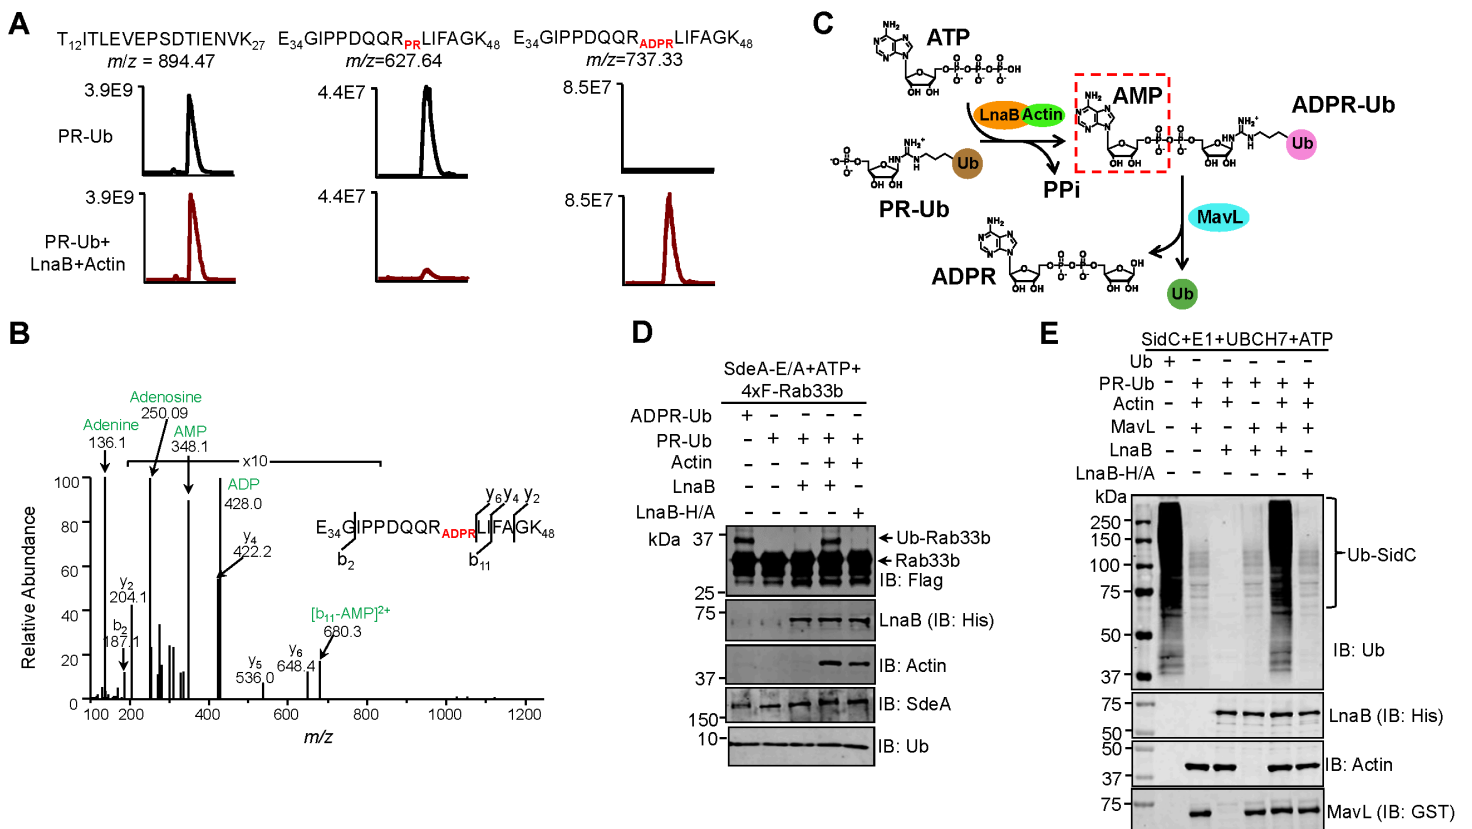 A
T12ITLEVEPSDTIENVK27
m/z = 894.47
E34GIPPDQQRPRLIFAGK48
m/z=627.64
E34GIPPDQQRADPRLIFAGK48
m/z=737.33
3.9E9
4.4E7
8.5E7
PR-Ub
3.9E9
4.4E7
8.5E7
PR-Ub+
LnaB+Actin
B
Adenosine
250.09
Adenine
136.1
AMP
348.1
x10
ADP
428.0
y4
422.2
y2
204.1
b2
187.1
y5
536.0
y6
648.4
[b11-AMP]2+
680.3
E34GIPPDQQRADPRLIFAGK48
y6 y4 y2
b2
b11
Relative Abundance
100
80
60
40
20
0
100 200 400 600 800 1000 1200
m/z
C
NH2
ATP
OH
LnaB Actin
NH2
AMP
ADPR-Ub
Ub
PR-Ub
Ub
PPi
MavL
NH2
ADPR
Ub
D
SdeA-E/A+ATP+
4xF-Rab33b
ADPR-Ub + - - - -
PR-Ub - + + + +
Actin - - - + +
LnaB - - + + -
LnaB-H/A - - - - +
kDa
37
Ub-Rab33b
Rab33b
IB: Flag
25
75
LnaB (IB: His)
IB: Actin
37
IB: SdeA
150
10
IB: Ub
E
SidC+E1+UBCH7+ATP
Ub + - - - - -
PR-Ub - + + + + +
Actin - + + - + +
MavL - + - + + +
LnaB - - + + + -
LnaB-H/A - - - - - +
kDa
250
150
100
50
37
Ub-SidC
IB: Ub
75
50
LnaB (IB: His)
50
37
IB: Actin
75
MavL (IB: GST)